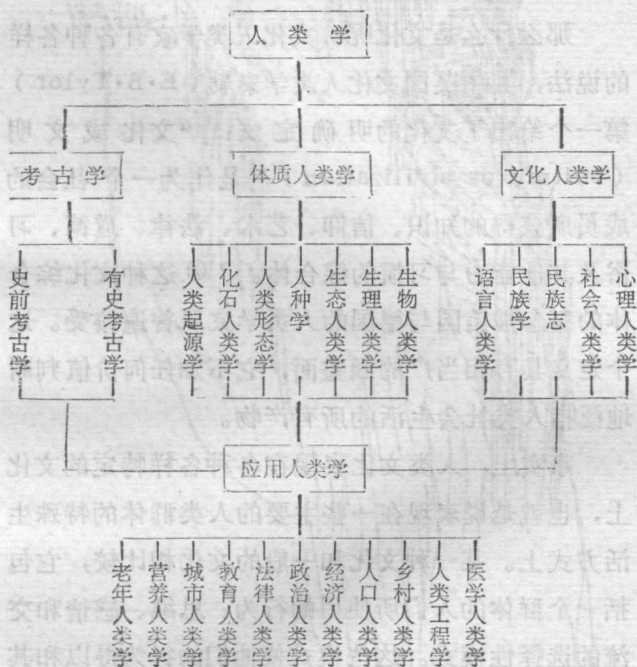 人类学
考古学
体质人类学
文化人类学
史前考古学
有史考古学
人类起源学
化石人类学
人类形态学
人种学
生态人类学
生理人类学
生物人类学
语言人类学
民族学
民族志
社会人类学
心理人类学
应用人类学
老年人类学
营养人类学
城市人类学
教育人类学
法律人类学
政治人类学
经济人类学
人口人类学
乡村人类学
人类工程学
医学人类学